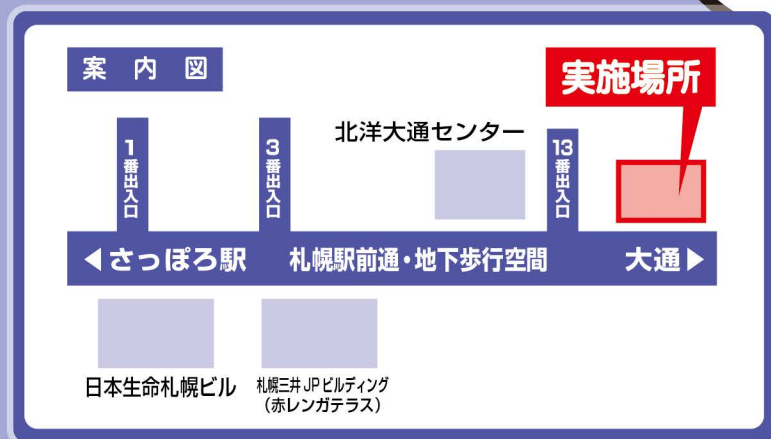 案内図
実施場所
北洋大通センター
1番出入口
3番出入口
13番出入口
◀さっぽろ駅 札幌駅前通・地下歩行空間 大通▶
日本生命札幌ビル
札幌三井JPビルディング
(赤レンガテラス)